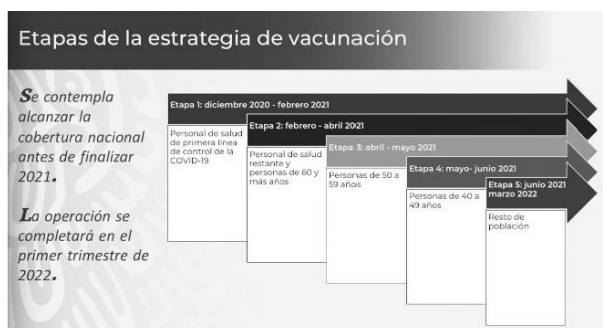 Etapas de la estrategia de vacunación
Se contempla
alcanzar la
cobertura nacional
antes de finalizar
2021.
La operación se
completará en el
primer trimestre de
2022.
Etapa 1: diciembre 2020 - febrero 2021
Personal de salud
de primera línea
de control de la
COVID-19
Etapa 2: febrero - abril 2021
Personal de salud
restante y
personas de 60 y
más años
Etapa 3: abril - mayo 2021
Personas de 50 a
59 años
Etapa 4: mayo- junio 2021
Personas de 40 a
49 años
Etapa 5: junio 2021
marzo 2022
Resto de
población